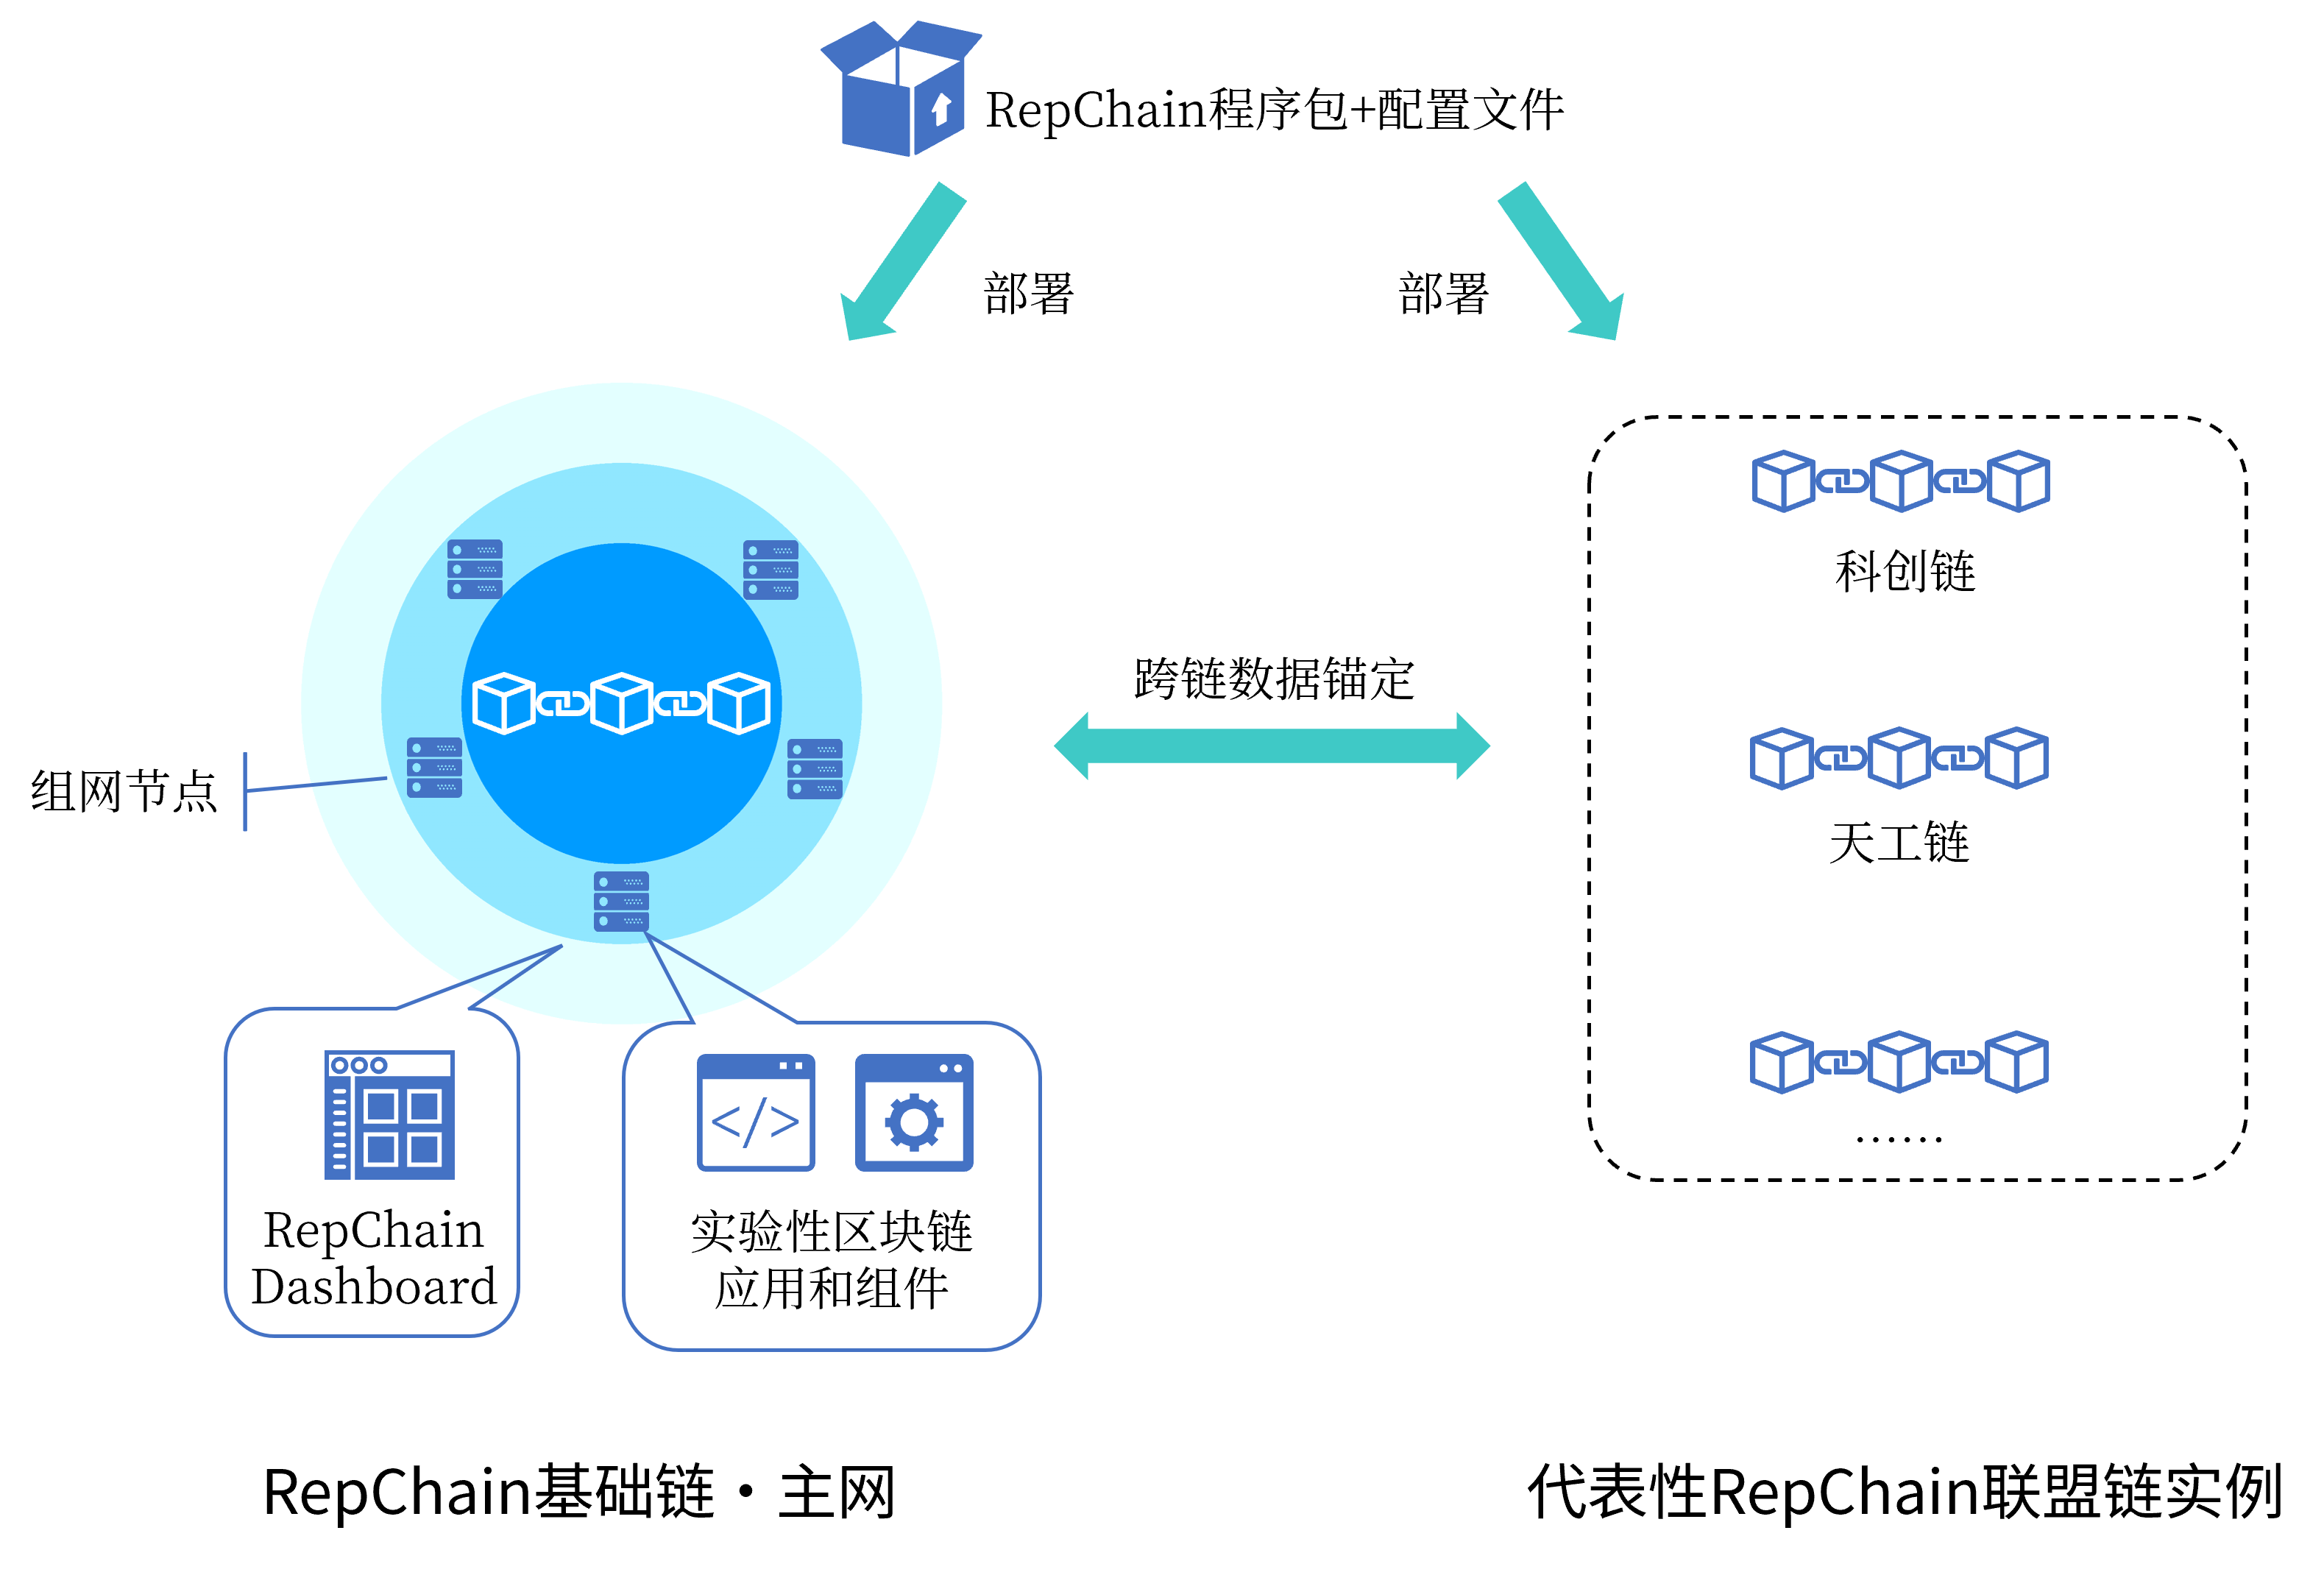 RepChain程序包+配置文件
部署
部署
科创链
跨链数据锚定
组网节点
天工链
......
</>
RepChain
Dashboard
实验性区块链
应用和组件
RepChain基础链·主网
代表性RepChain联盟链实例